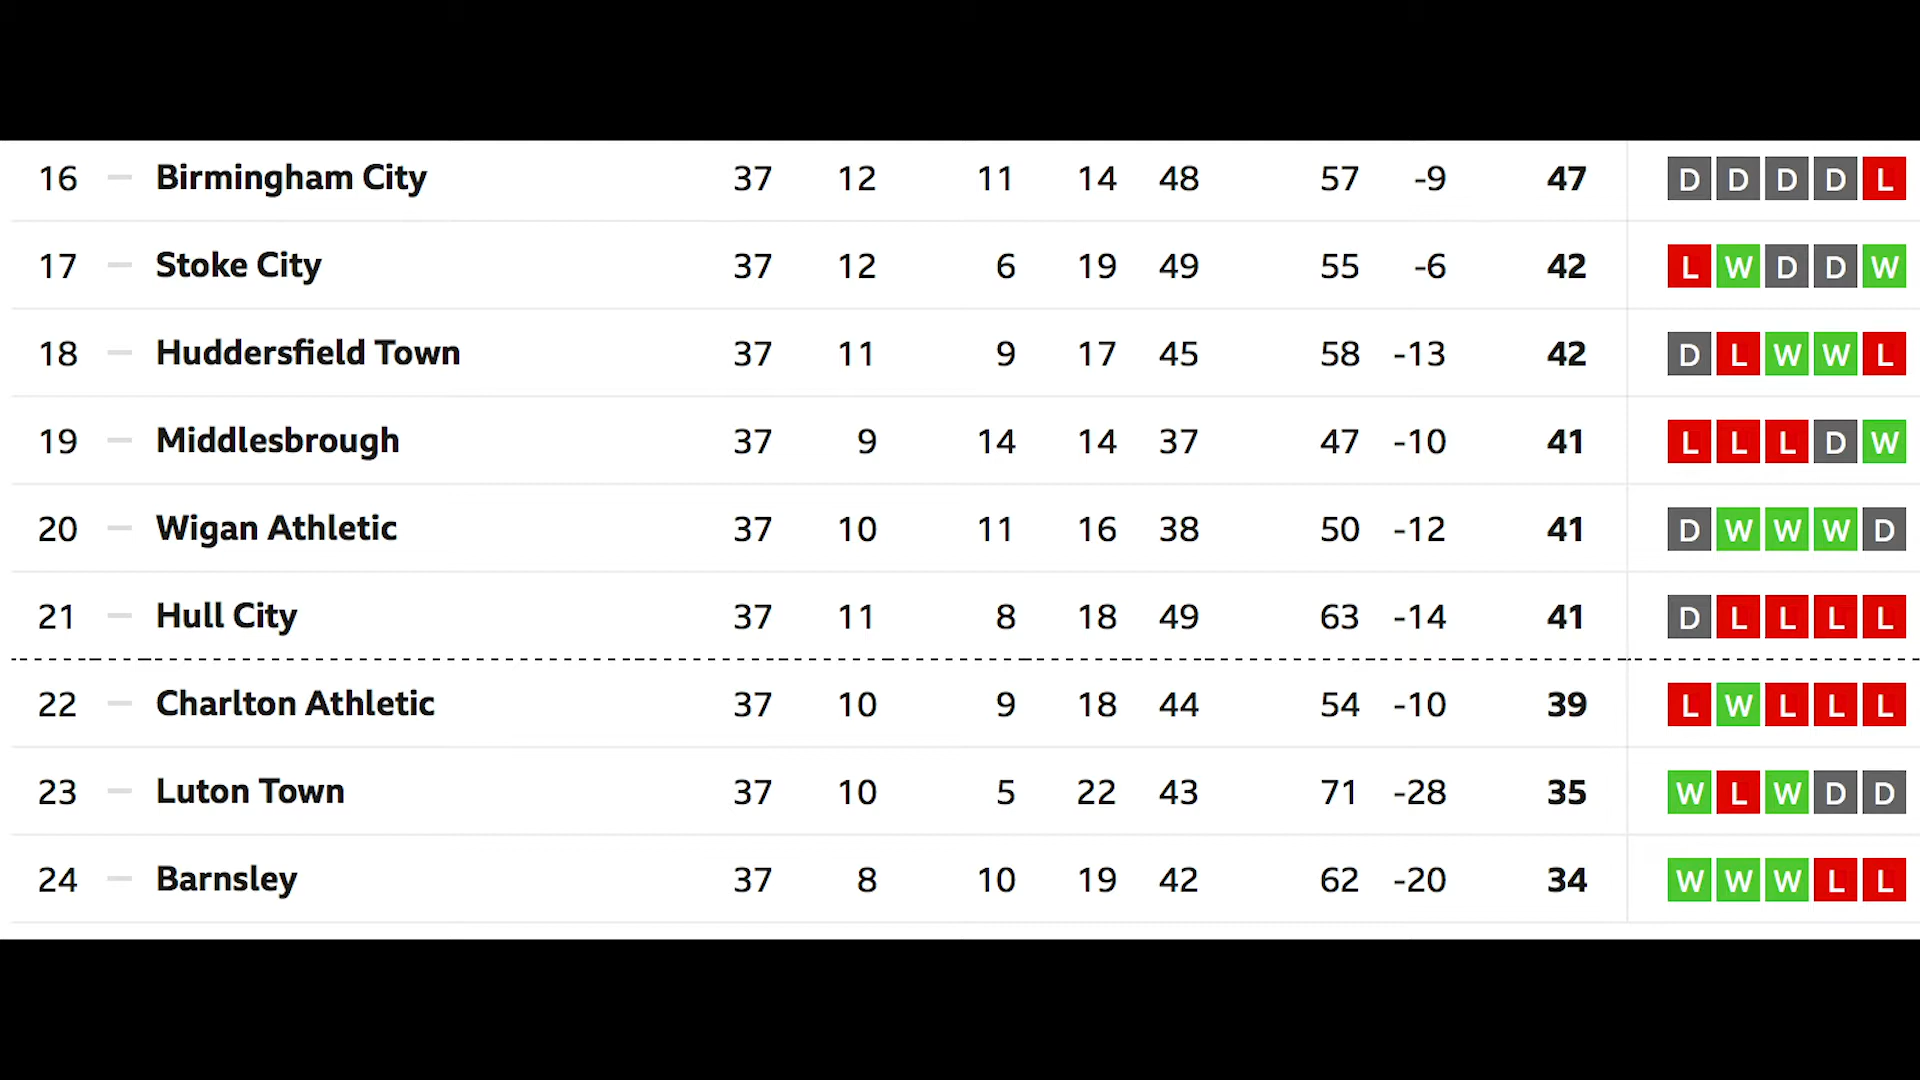 16 – Birmingham City 37 12 11 14 48 57 -9 47 D D D D L
17 – Stoke City 37 12 6 19 49 55 -6 42 L W D D W
18 – Huddersfield Town 37 11 9 17 45 58 -13 42 D L W W L
19 – Middlesbrough 37 9 14 14 37 47 -10 41 L L L D W
20 – Wigan Athletic 37 10 11 16 38 50 -12 41 D W W W D
21 – Hull City 37 11 8 18 49 63 -14 41 D L L L L
22 – Charlton Athletic 37 10 9 18 44 54 -10 39 L W L L L
23 – Luton Town 37 10 5 22 43 71 -28 35 W L W D D
24 – Barnsley 37 8 10 19 42 62 -20 34 W W W L L